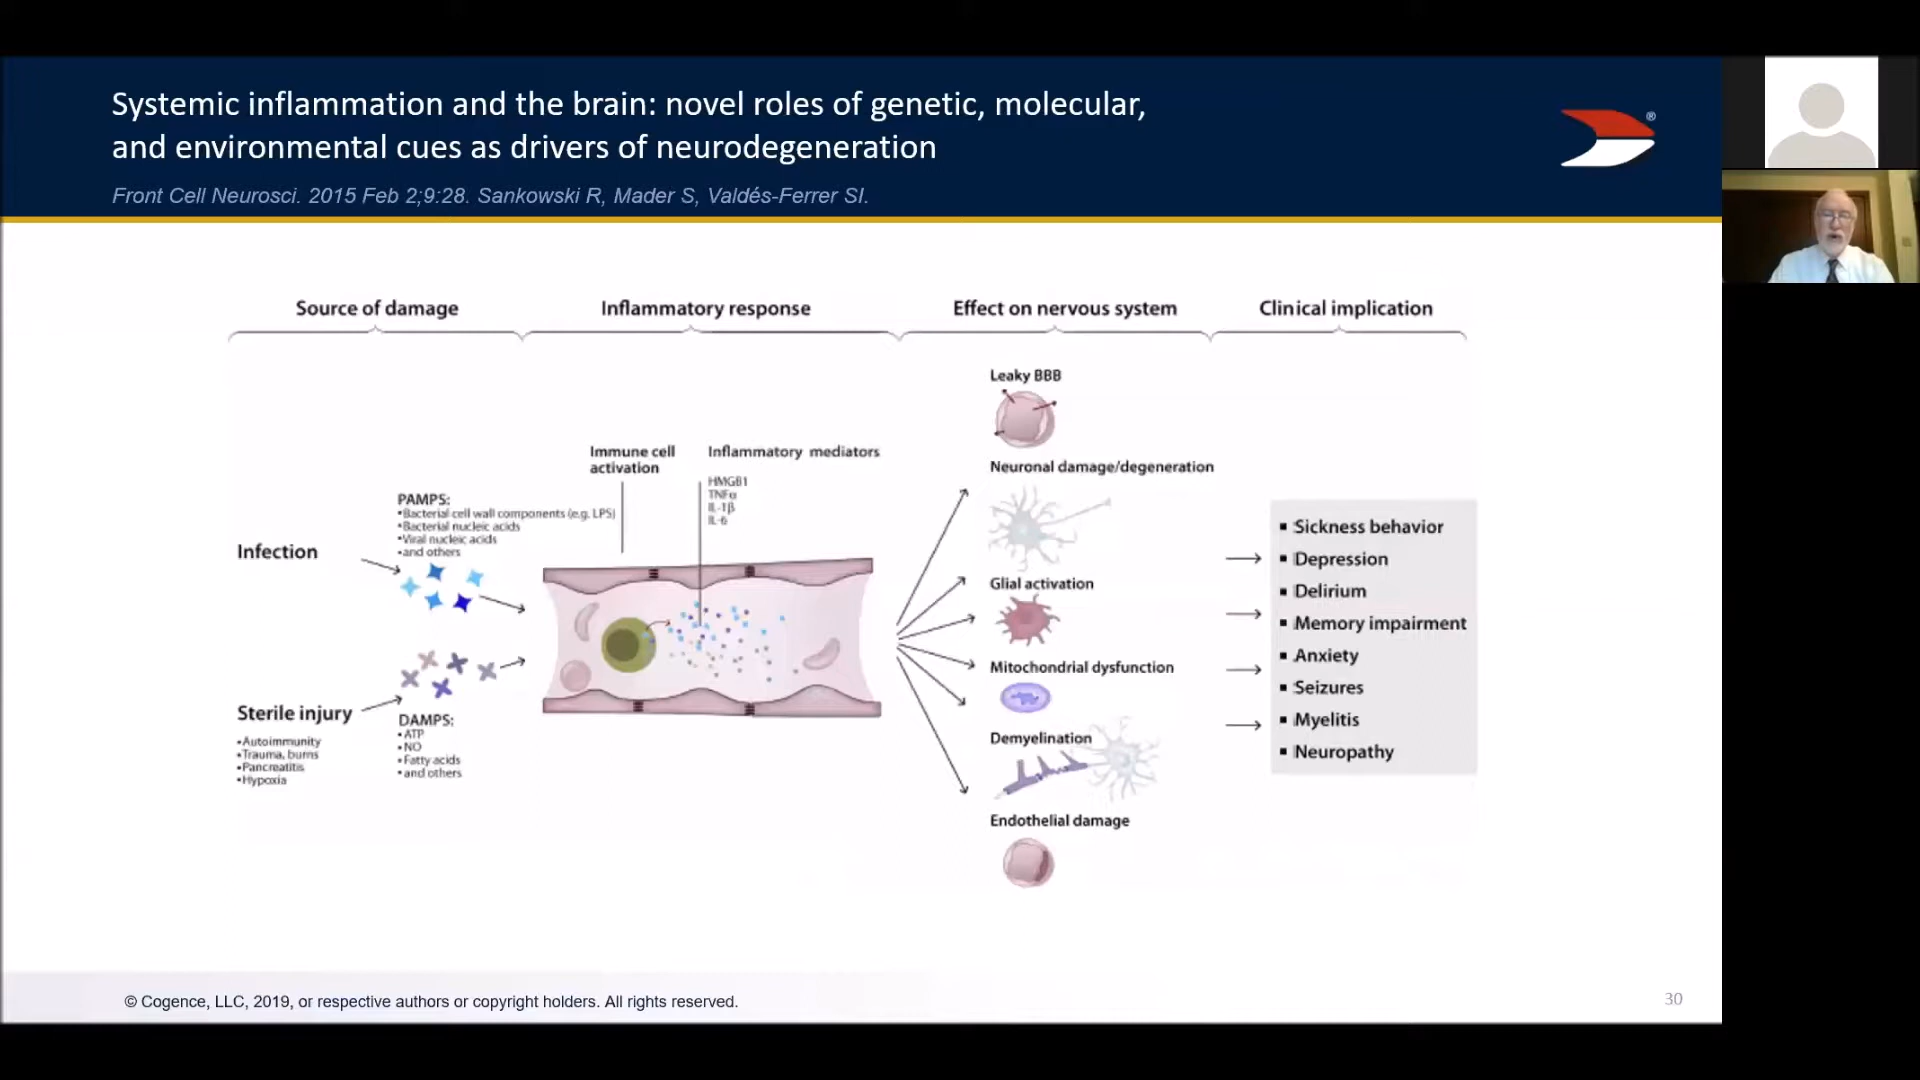 Systemic inflammation and the brain: novel roles of genetic, molecular,
and environmental cues as drivers of neurodegeneration
Front Cell Neurosci. 2015 Feb 2;9:28. Sankowski R, Mader S, Valdés-Ferrer SI.
®
Source of damage
Inflammatory response
Effect on nervous system
Clinical implication
Infection
PAMPS:
•Bacterial cell wall components (e.g. LPS)
•Bacterial nucleic acids
•Viral nucleic acids
•and others
Sterile injury
•Autoimmunity
•Trauma, burns
•Pancreatitis
•Hypoxia
DAMPS:
•ATP
•NO
•Fatty acids
•and others
Immune cell
activation
Inflammatory mediators
HMGB1
TNFα
IL-1β
IL-6
Leaky BBB
Neuronal damage/degeneration
Glial activation
Mitochondrial dysfunction
Demyelination
Endothelial damage
▪ Sickness behavior
▪ Depression
▪ Delirium
▪ Memory impairment
▪ Anxiety
▪ Seizures
▪ Myelitis
▪ Neuropathy
© Cogence, LLC, 2019, or respective authors or copyright holders. All rights reserved.
30